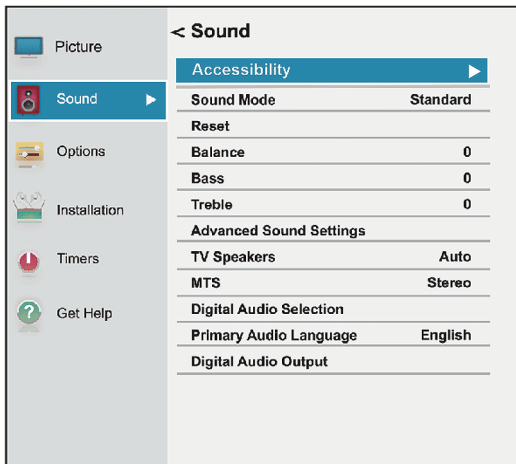 Picture
Sound
Options
Installation
Timers
Get Help
< Sound
Accessibility
Sound Mode Standard
Reset
Balance 0
Bass 0
Treble 0
Advanced Sound Settings
TV Speakers Auto
MTS Stereo
Digital Audio Selection
Primary Audio Language English
Digital Audio Output